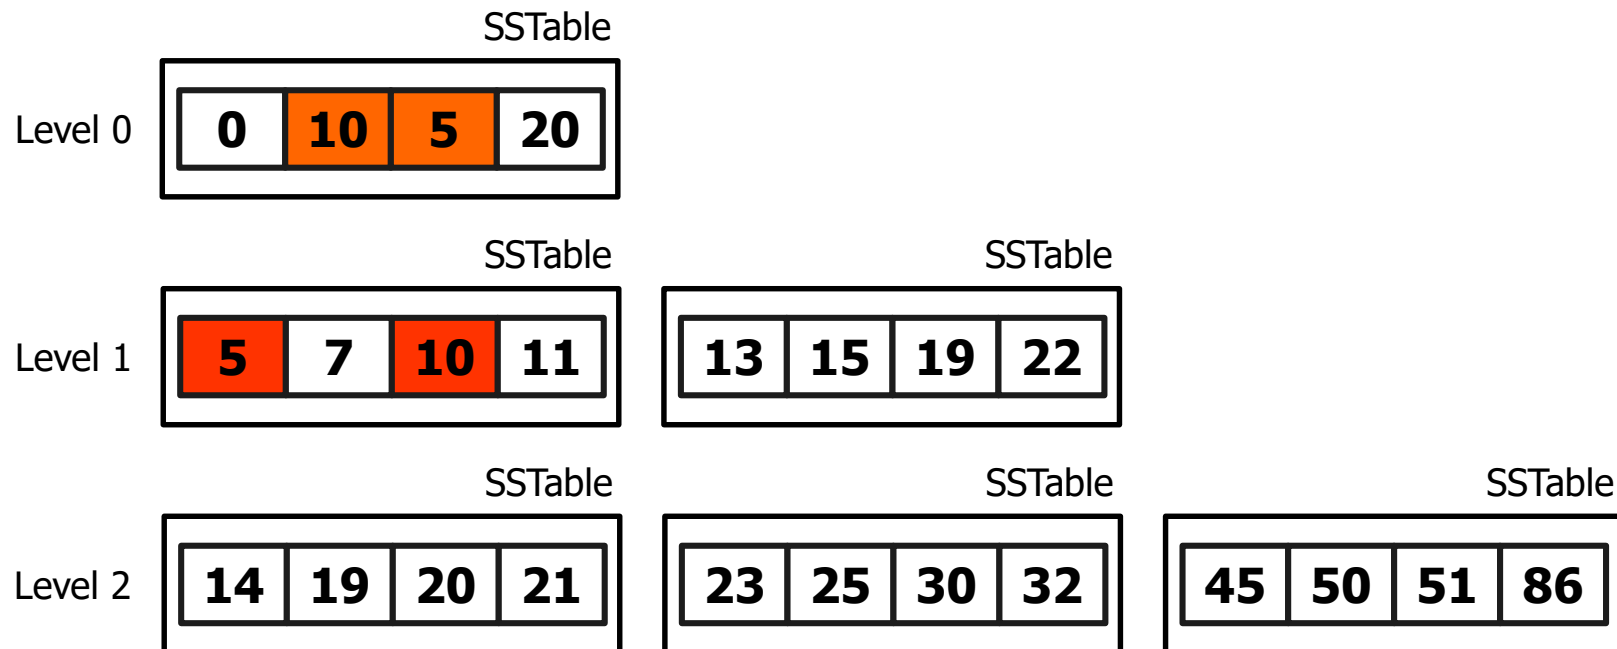 SSTable
Level 0 0 10 5 20
SSTable SSTable
Level 1 5 7 10 11 13 15 19 22
SSTable SSTable SSTable
Level 2 14 19 20 21 23 25 30 32 45 50 51 86